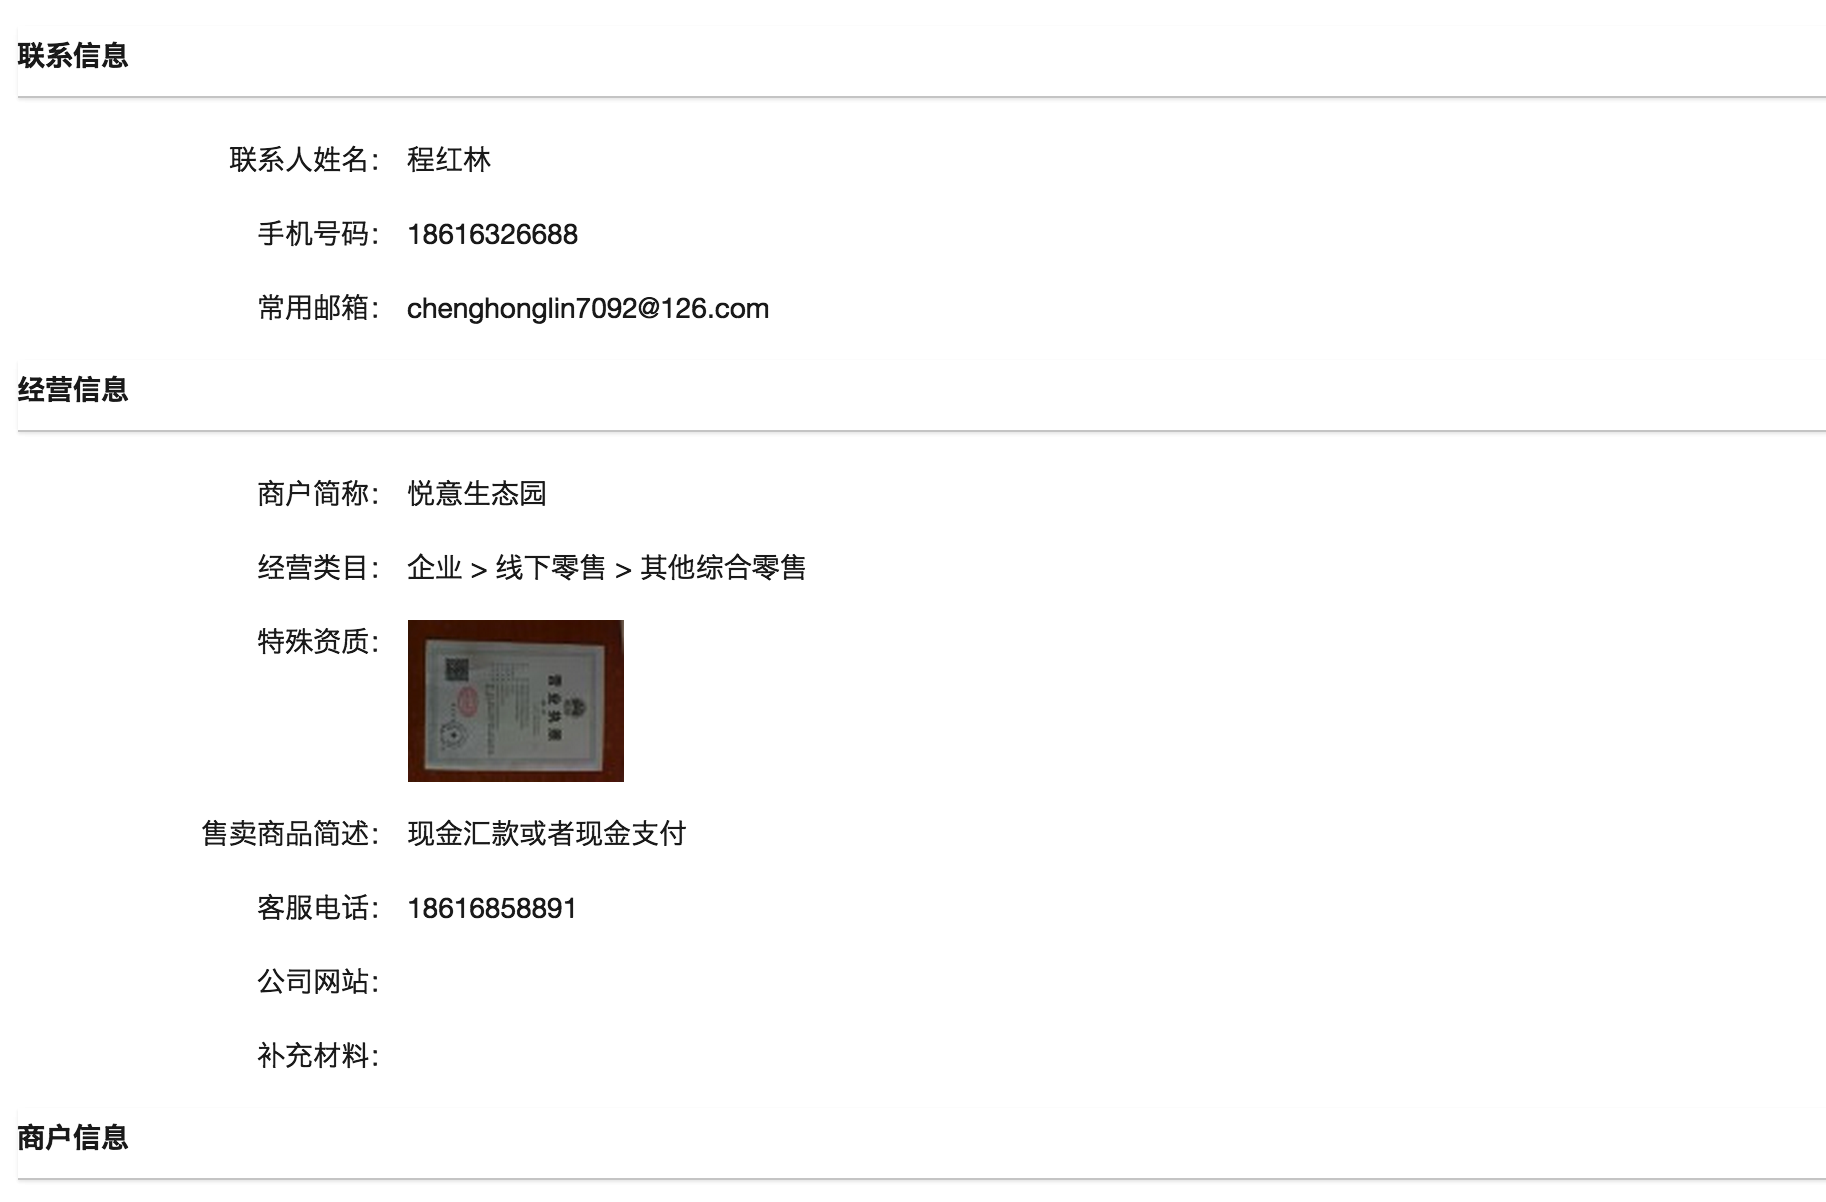 联系信息
联系人姓名： 程红林
手机号码： 18616326688
常用邮箱： chenghonglin7092@126.com
经营信息
商户简称： 悦意生态园
经营类目： 企业 > 线下零售 > 其他综合零售
特殊资质：
营业执照
售卖商品简述： 现金汇款或者现金支付
客服电话： 18616858891
公司网站：
补充材料：
商户信息